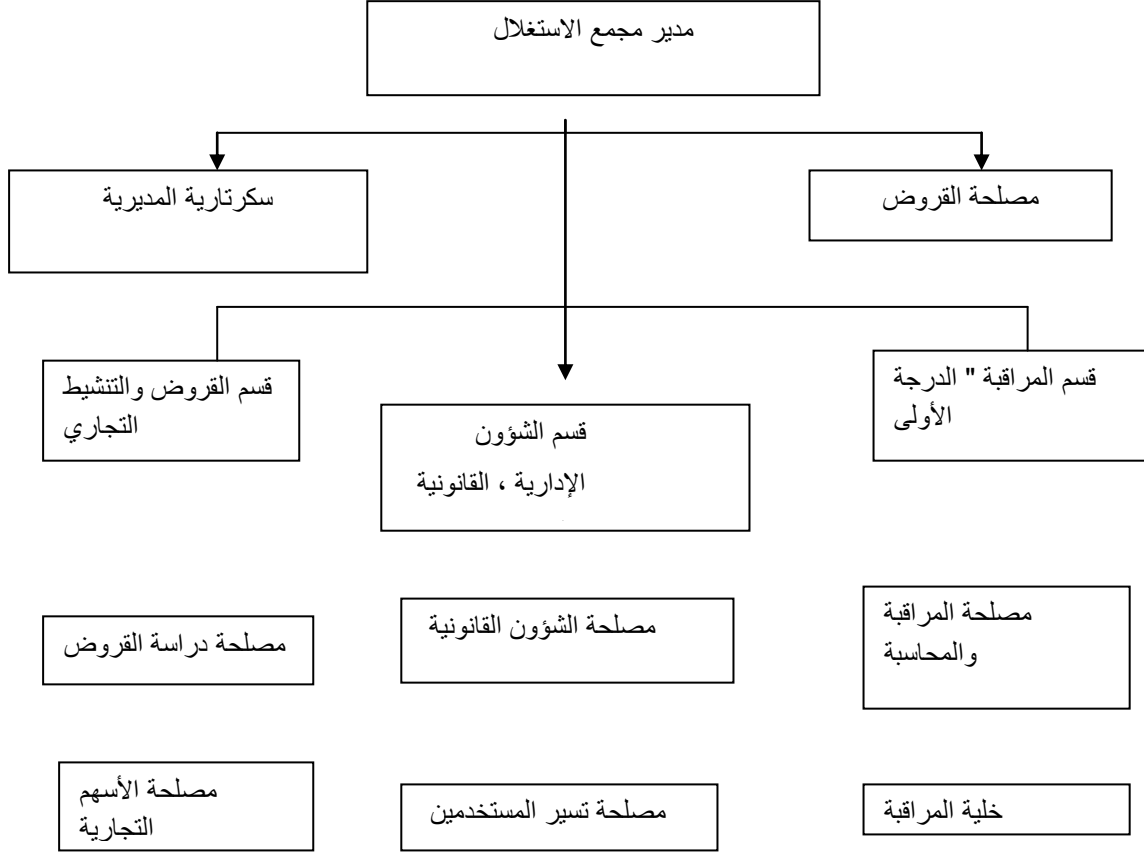 مدير مجمع الاستغلال
مصلحة القروض
سكرتارية المديرية
قسم المراقبة " الدرجة
الأولى
قسم الشؤون
الإدارية ، القانونية
قسم القروض والتنشيط
التجاري
مصلحة المراقبة
والمحاسبة
مصلحة الشؤون القانونية
مصلحة دراسة القروض
خلية المراقبة
مصلحة تسير المستخدمين
مصلحة الأسهم
التجارية